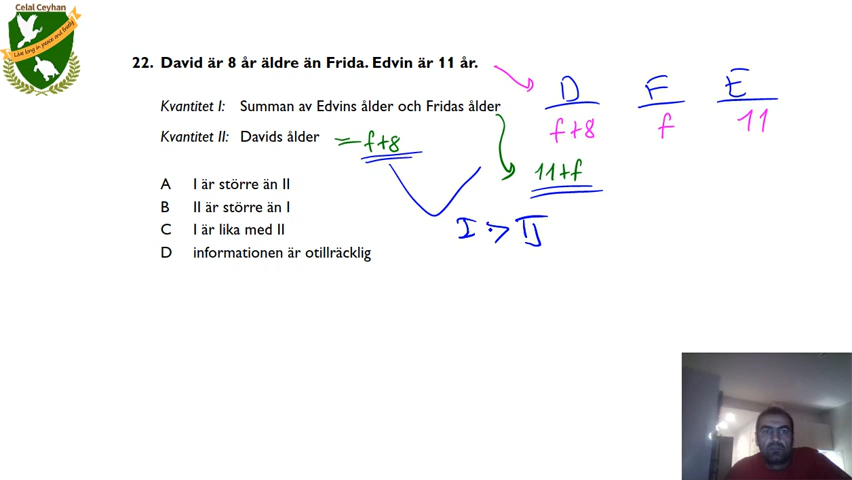 Celal Ceyhan
Live long in peace and beauty
22. David är 8 år äldre än Frida. Edvin är 11 år.
D F E
Kvantitet I: Summan av Edvins ålder och Fridas ålder
f+8 f 11
Kvantitet II: Davids ålder = f+8
11+f
A I är större än II
B II är större än I
I > II
C I är lika med II
D informationen är otillräcklig